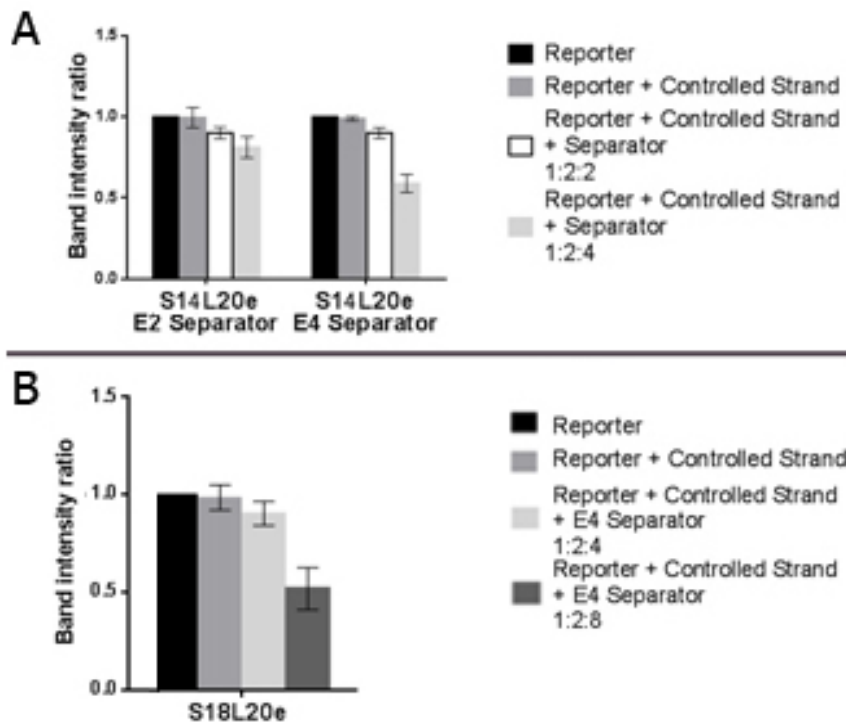 A
1.5
1.0
0.5
0.0
Band intensity ratio
S14L20e
E2 Separator
S14L20e
E4 Separator
Reporter
Reporter + Controlled Strand
Reporter + Controlled Strand
+ Separator
1:2:2
Reporter + Controlled Strand
+ Separator
1:2:4
B
1.5
1.0
0.5
0.0
Band intensity ratio
S18L20e
Reporter
Reporter + Controlled Strand
Reporter + Controlled Strand
+ E4 Separator
1:2:4
Reporter + Controlled Strand
+ E4 Separator
1:2:8